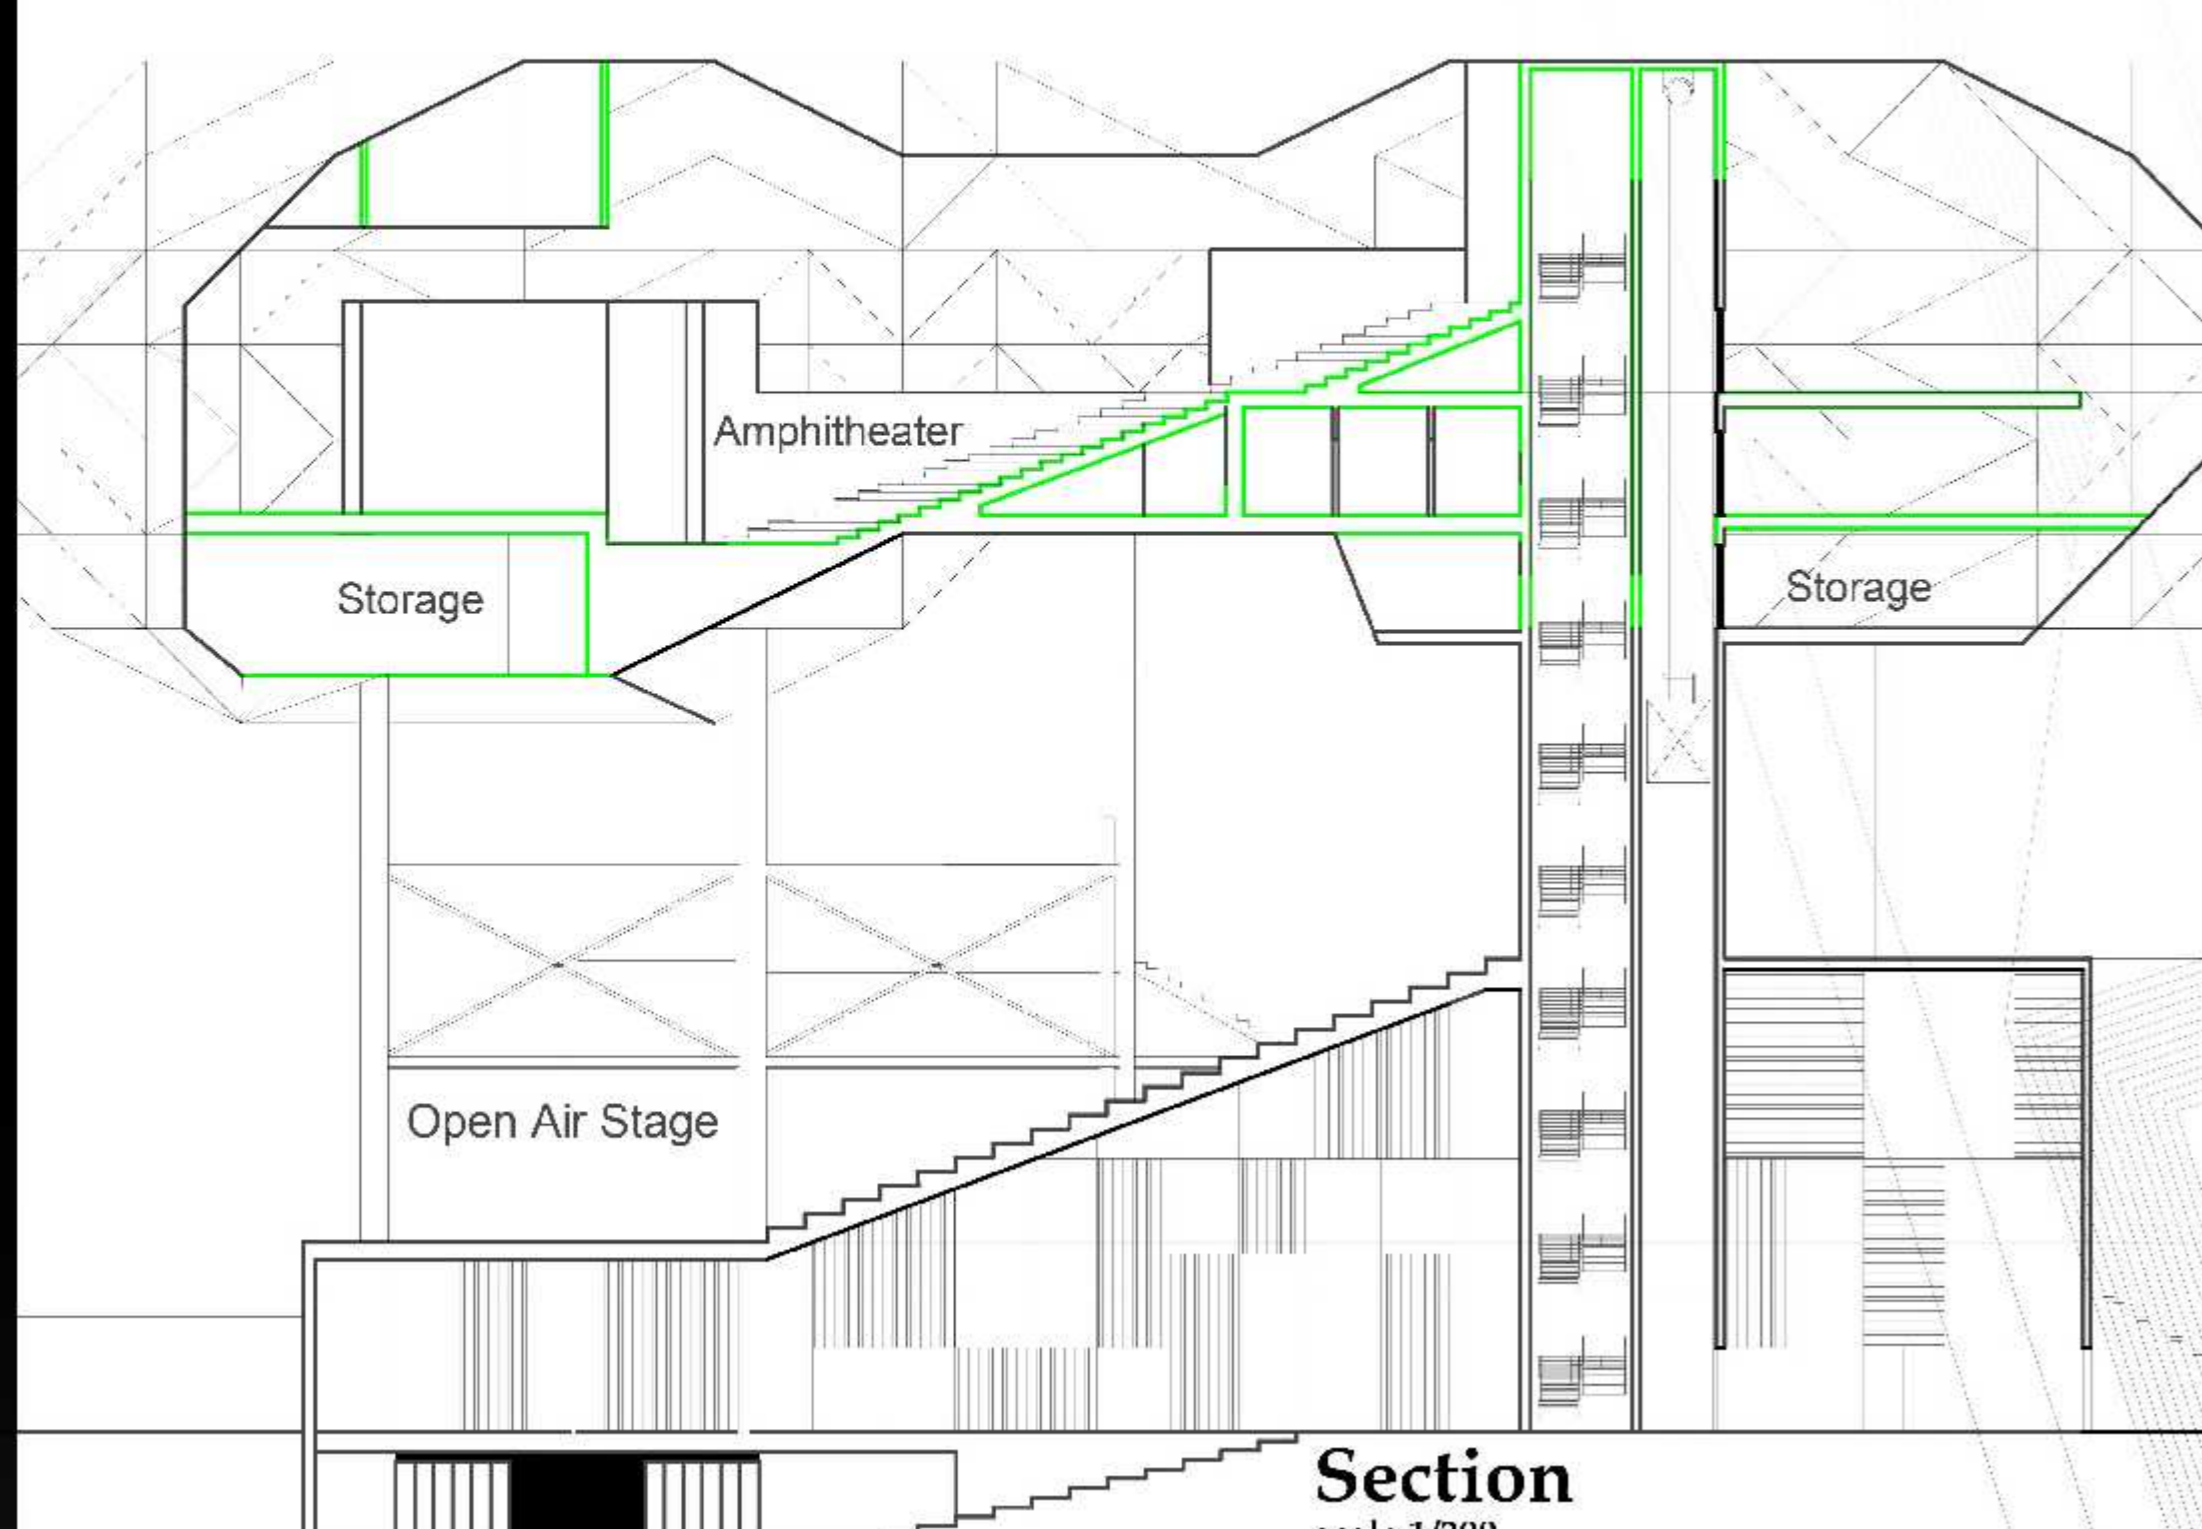 Amphitheater
Storage
Storage
Open Air Stage
Section